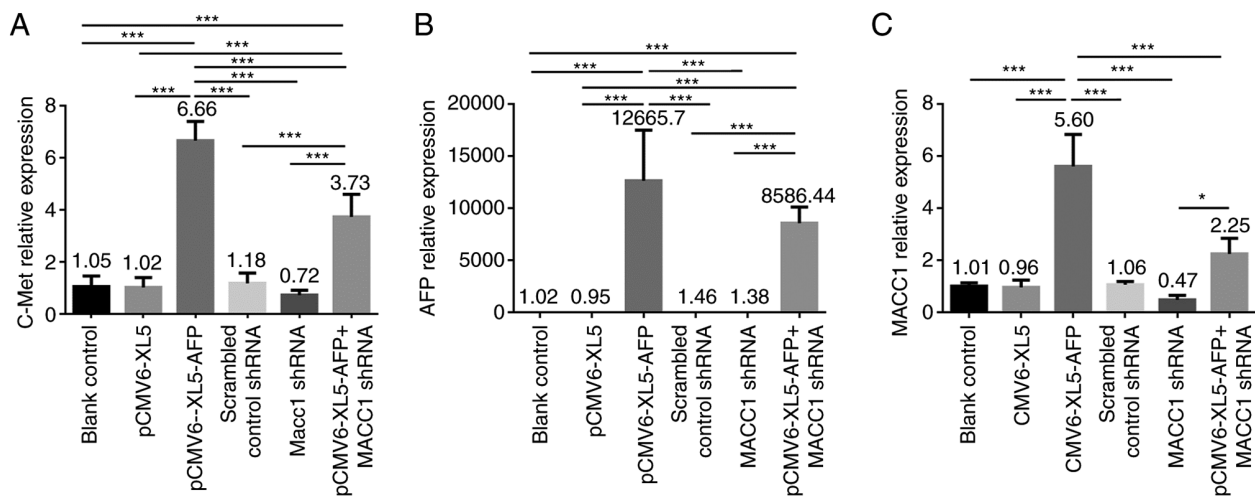 A
***
***
***
***
***
*** ***
6.66
***
***
3.73
1.05
1.02
1.18
0.72
8
6
4
2
0
C-Met relative expression
Blank control
pCMV6-XL5
pCMV6--XL5-AFP
Scrambled
control shRNA
Macc1 shRNA
pCMV6-XL5-AFP+
MACC1 shRNA
B
***
*** ***
***
*** ***
12665.7
***
***
8586.44
1.02
0.95
1.46
1.38
20000
15000
10000
5000
0
AFP relative expression
Blank control
pCMV6-XL5
pCMV6-XL5-AFP
Scrambled
control shRNA
MACC1 shRNA
pCMV6-XL5-AFP+
MACC1 shRNA
C
***
*** ***
*** ***
5.60
*
2.25
1.01
0.96
1.06
0.47
8
6
4
2
0
MACC1 relative expression
Blank control
CMV6-XL5
CMV6-XL5-AFP
Scrambled
control shRNA
MACC1 shRNA
pCMV6-XL5-AFP+
MACC1 shRNA